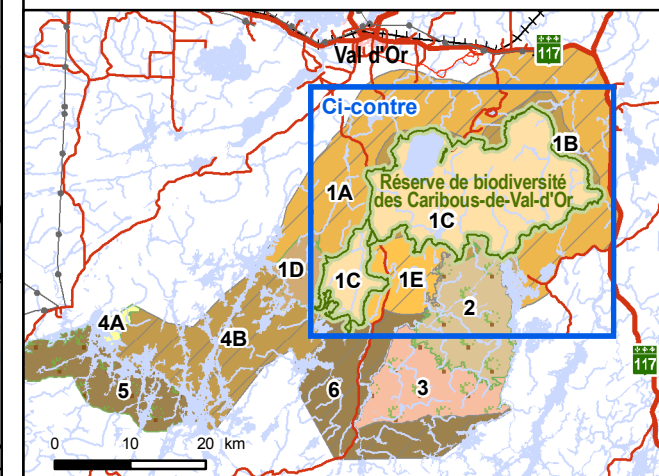 Val-d'Or
117
Ci-contre
1B
1A
Réserve de biodiversité
des Caribous-de-Val-d'Or
1C
1D
1C
1E
2
4A
4B
117
5
6
3
0 10 20 km